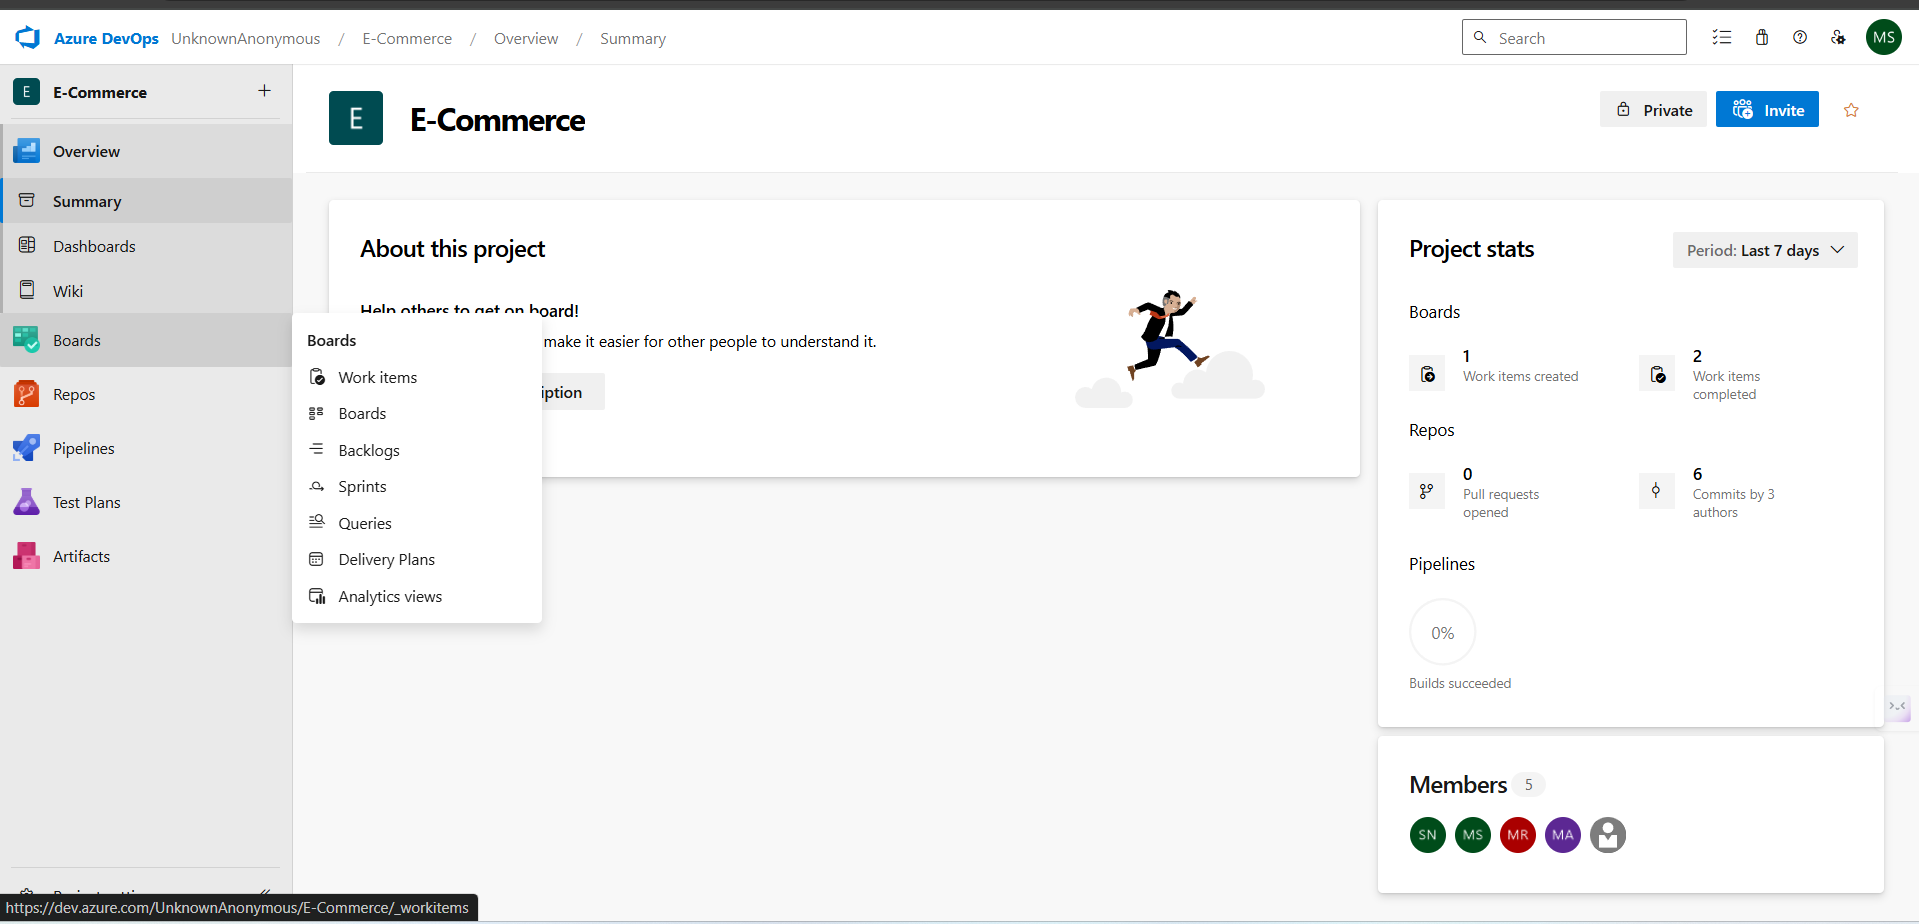 Azure DevOps UnknownAnonymous / E-Commerce / Overview / Summary
Search
MS
E E-Commerce +
Overview
Summary
Dashboards
Wiki
Boards
Repos
Pipelines
Test Plans
Artifacts
https://dev.azure.com/UnknownAnonymous/E-Commerce/_workitems
E E-Commerce
Private
Invite
About this project
Help others to get on board!
make it easier for other people to understand it.
Boards
Work items
Boards
Backlogs
Sprints
Queries
Delivery Plans
Analytics views
Project stats
Period: Last 7 days
Boards
1
Work items created
2
Work items
completed
Repos
0
Pull requests
opened
6
Commits by 3
authors
Pipelines
0%
Builds succeeded
Members 5
SN MS MR MA